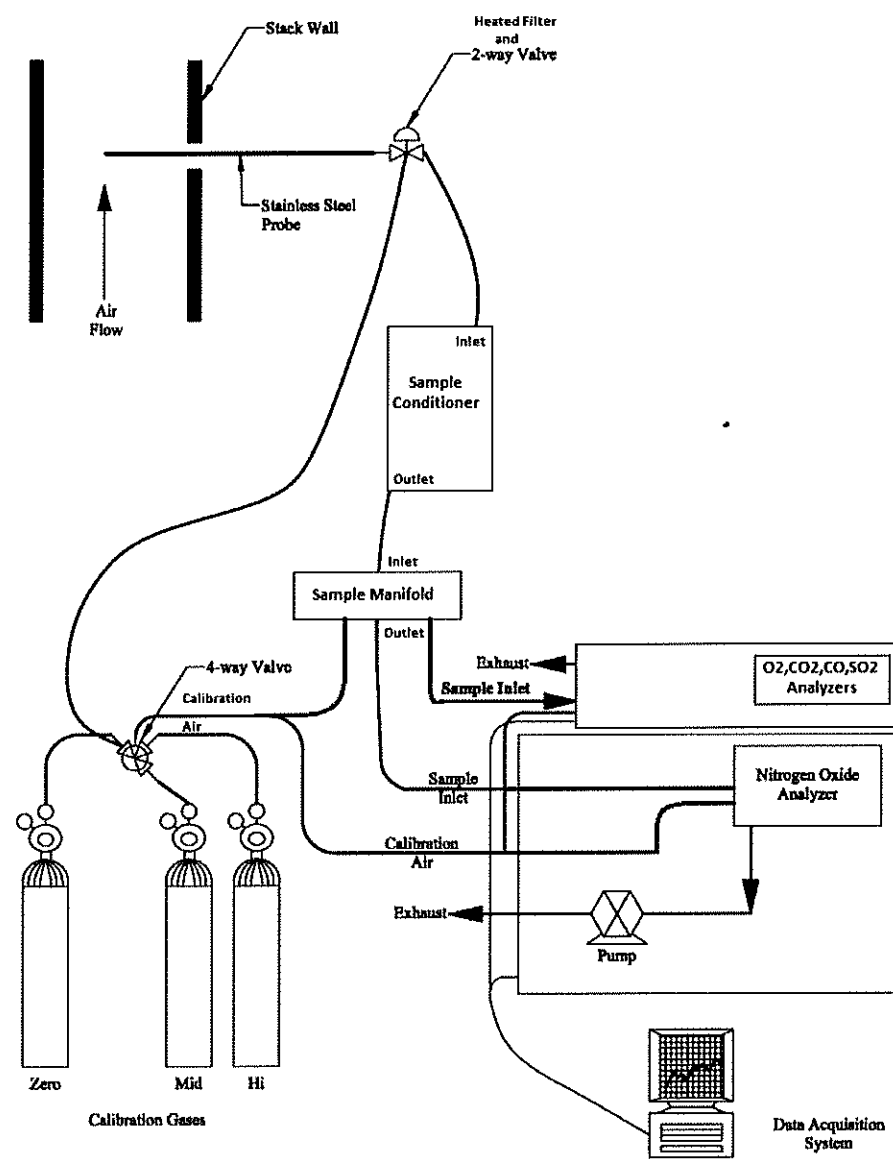 Stack Wall
Heated Filter
and
2-way Valve
Stainless Steel
Probe
Air
Flow
Inlet
Sample
Conditioner
Outlet
Inlet
Sample Manifold
Outlet
4-way Valve
Calibration
Air
Exhaust
Sample Inlet
O2,CO2,CO,SO2
Analyzers
Sample
Inlet
Nitrogen Oxide
Analyzer
Calibration
Air
Exhaust
Pump
Zero
Mid
Hi
Calibration Gases
Data Acquisition
System